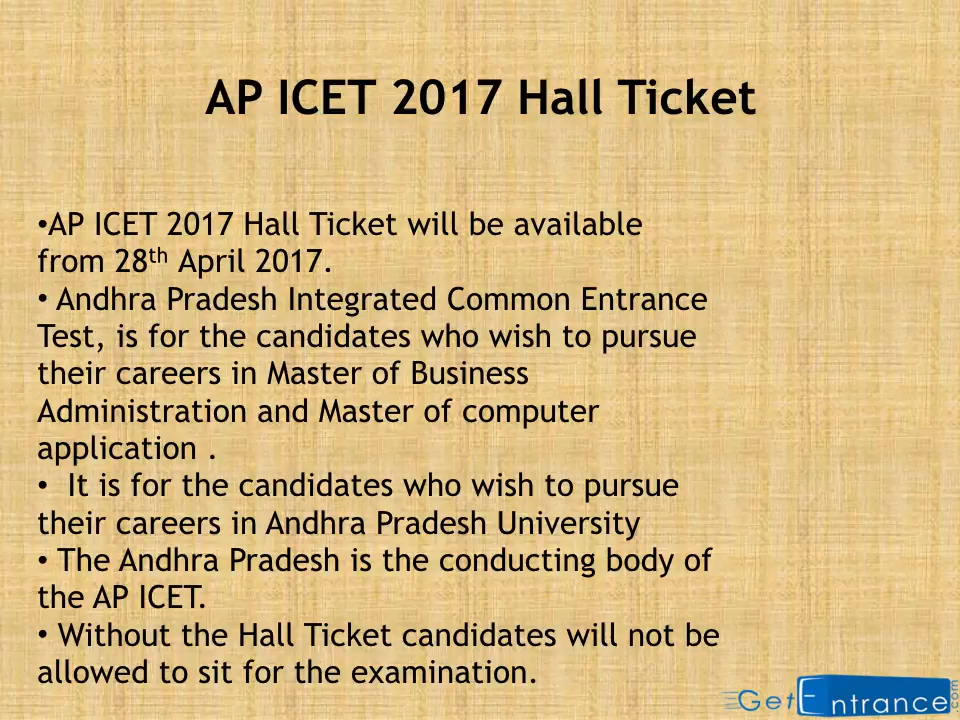 AP ICET 2017 Hall Ticket
•AP ICET 2017 Hall Ticket will be available
from 28th April 2017.
• Andhra Pradesh Integrated Common Entrance
Test, is for the candidates who wish to pursue
their careers in Master of Business
Administration and Master of computer
application .
• It is for the candidates who wish to pursue
their careers in Andhra Pradesh University
• The Andhra Pradesh is the conducting body of
the AP ICET.
• Without the Hall Ticket candidates will not be
allowed to sit for the examination.
GetEntrance.com